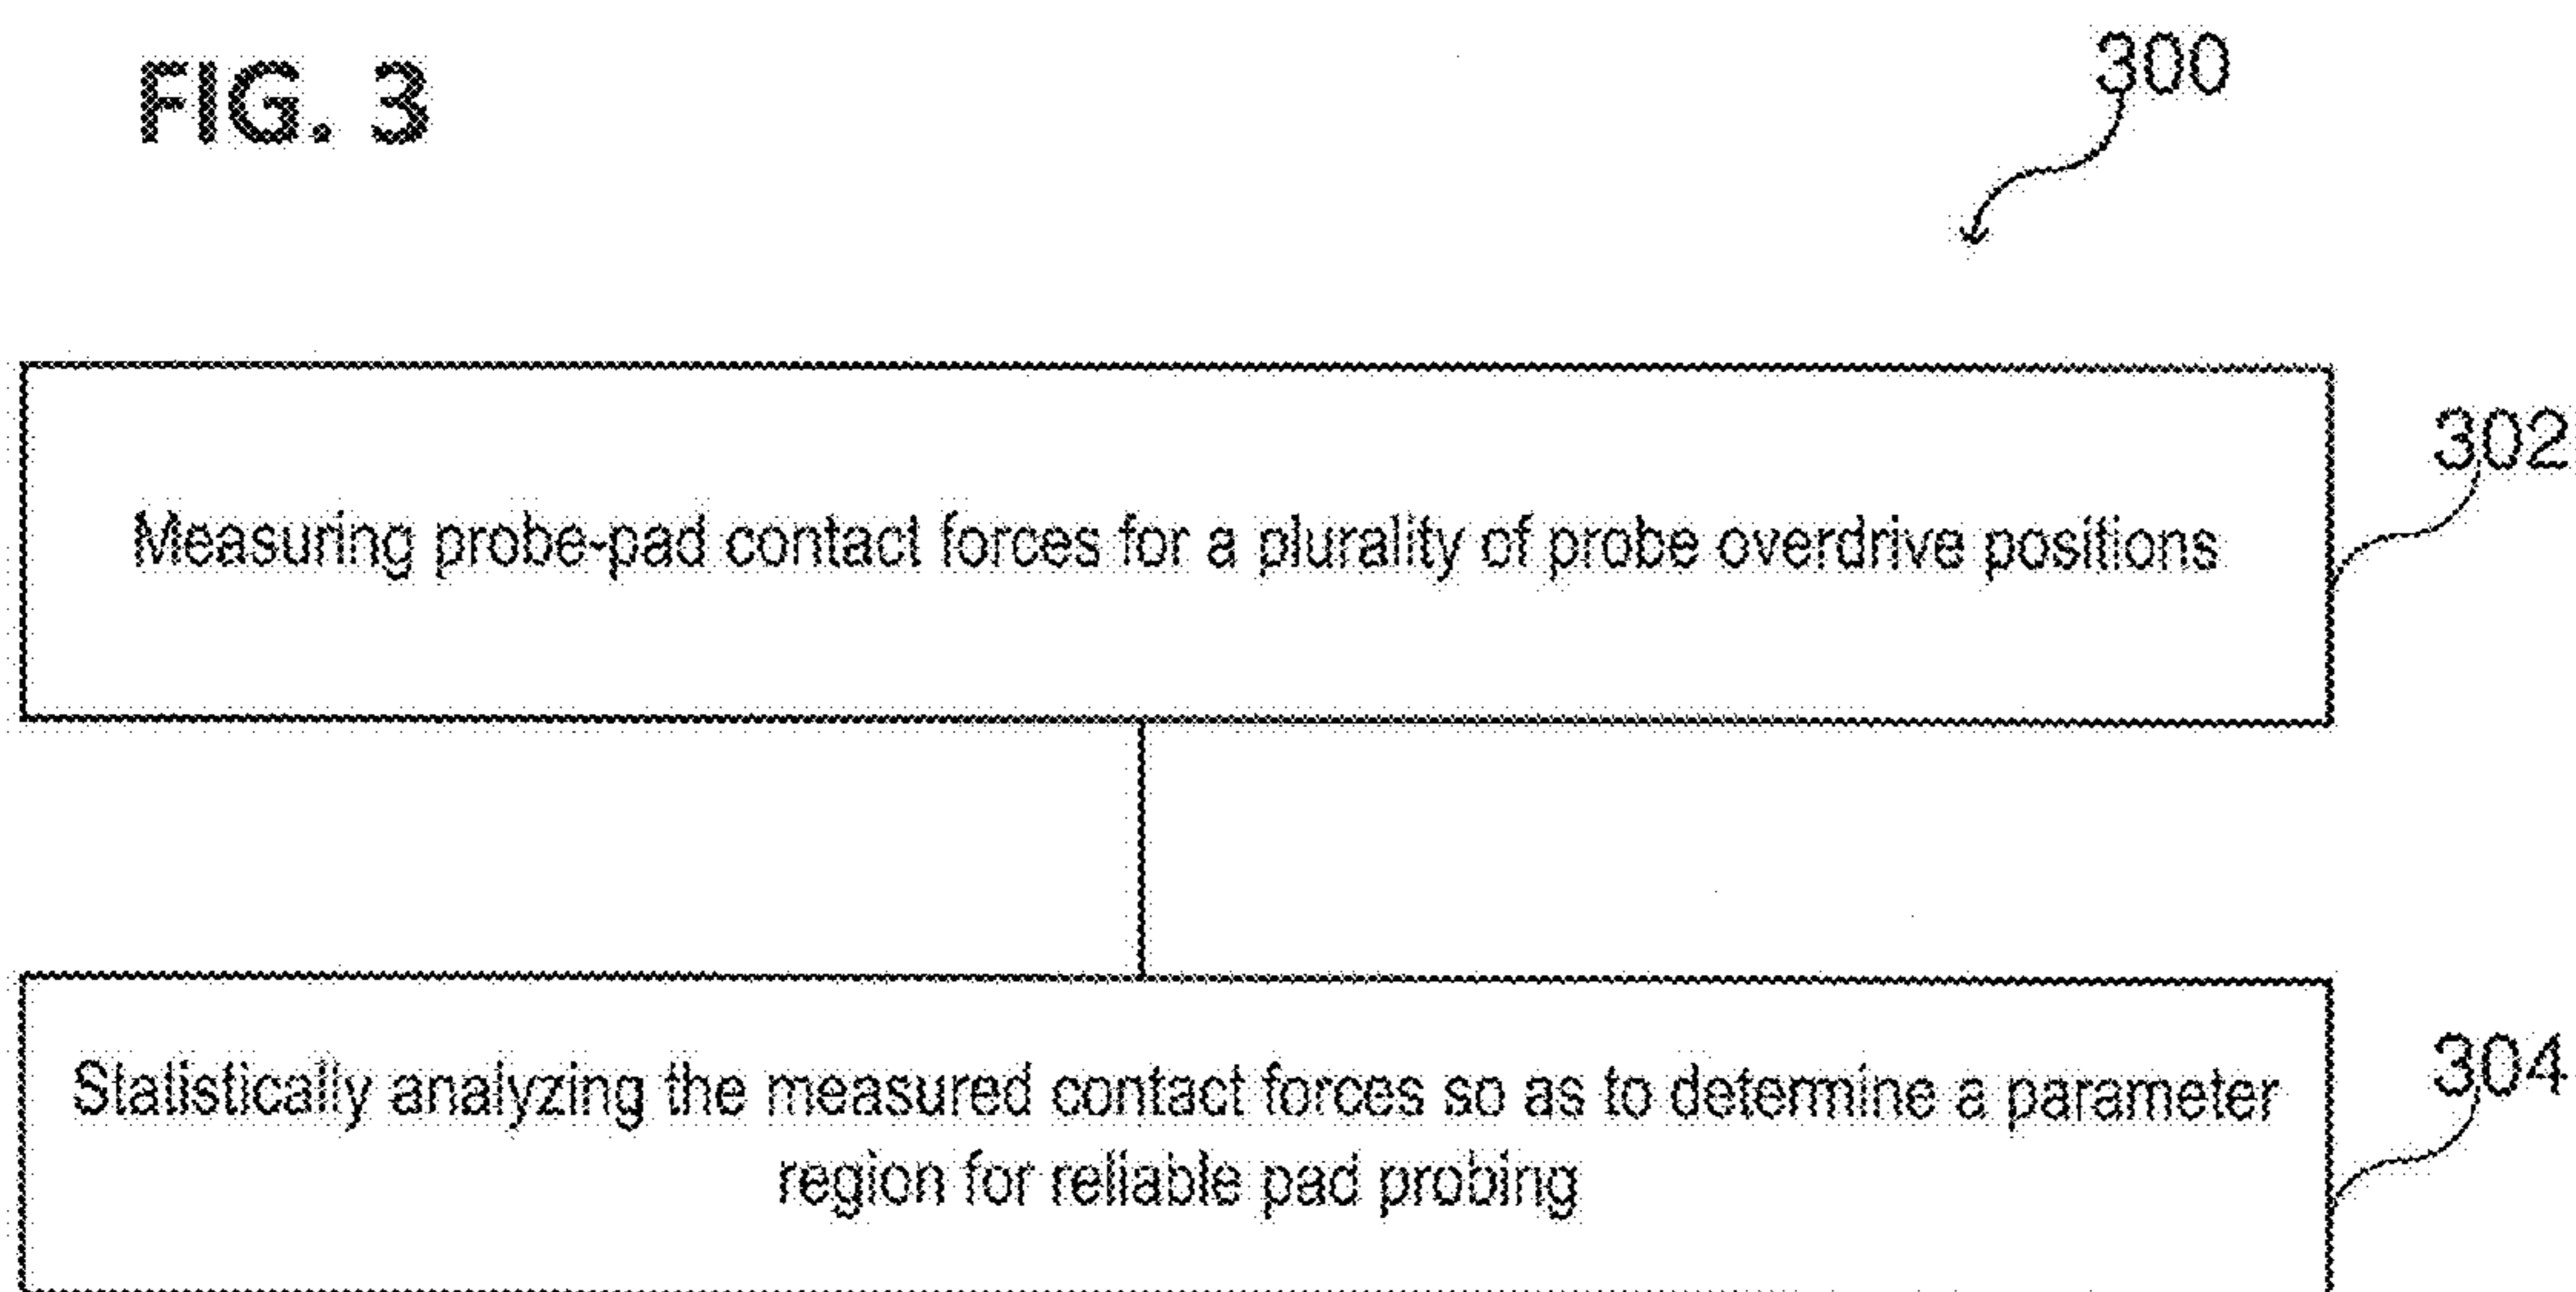 FIG. 3
300
Measuring probe-pad contact forces for a plurality of probe overdrive positions
302
Statistically analyzing the measured contact forces so as to determine a parameter
region for reliable pad probing
304